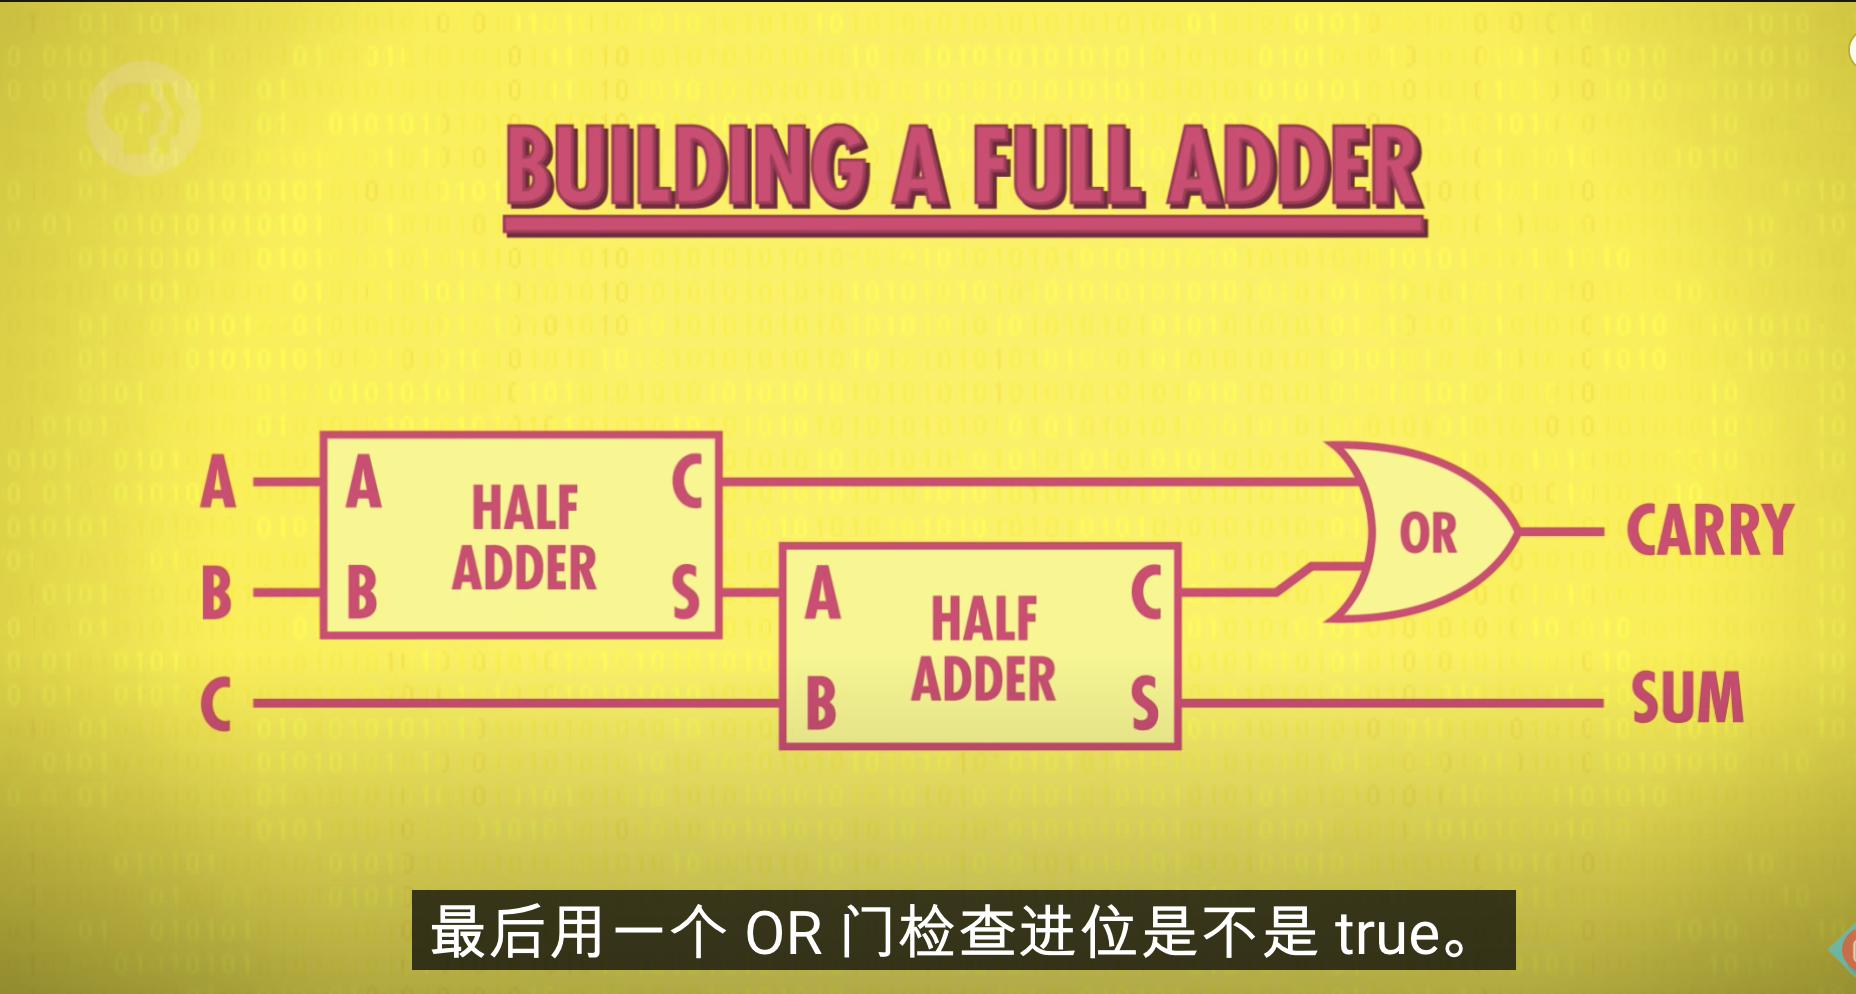 BUILDING A FULL ADDER
A
B
C
A
B
HALF
ADDER
C
S
A
B
HALF
ADDER
C
S
OR
CARRY
SUM
最后用一个 OR 门检查进位是不是 true。